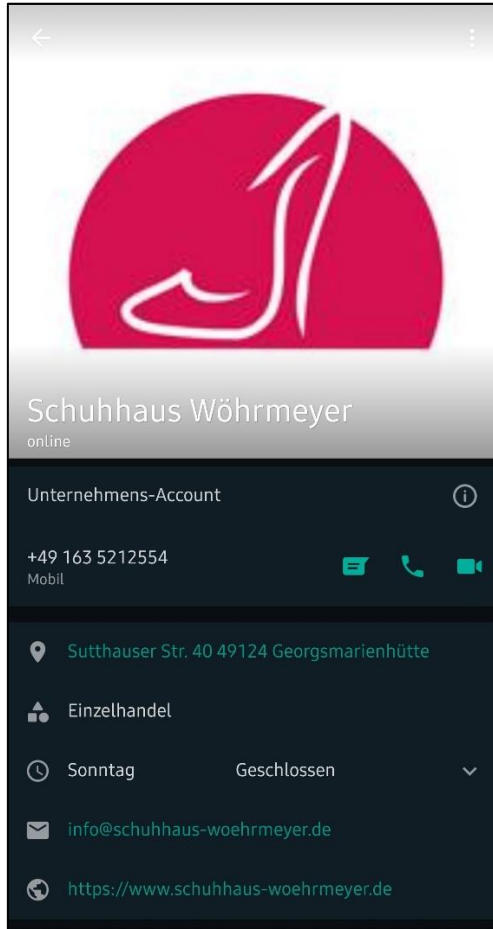 Schuhhaus Wöhrmeyer
online
Unternehmens-Account
+49 163 5212554
Mobil
Sutthauser Str. 40 49124 Georgsmarienhütte
Einzelhandel
Sonntag Geschlossen
info@schuhhaus-woehrmeyer.de
https://www.schuhhaus-woehrmeyer.de